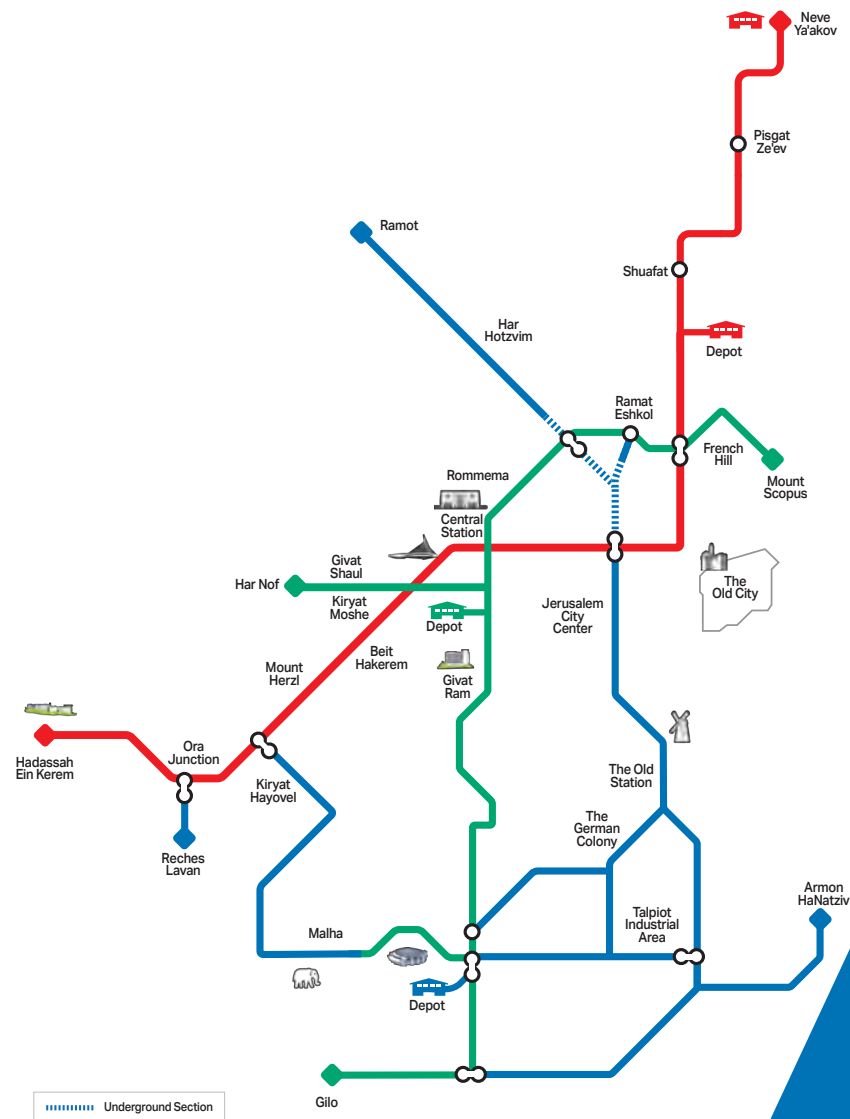 Neve
Ya'akov
Pisgat
Ze'ev
Ramot
Shuafat
Har
Hotzvim
Depot
Ramat
Eshkol
French
Hill
Mount
Scopus
Rommema
Central
Station
Givat
Shaul
Har Nof
Kiryat
Moshe
The
Old City
Jerusalem
City
Center
Depot
Beit
Hakerem
Mount
Herzl
Givat
Ram
Ora
Junction
Hadassah
Ein Kerem
Kiryat
Hayovel
The Old
Station
The
German
Colony
Reches
Lavan
Armon
HaNatziv
Talpiot
Industrial
Area
Malha
Depot
Gilo
Underground Section